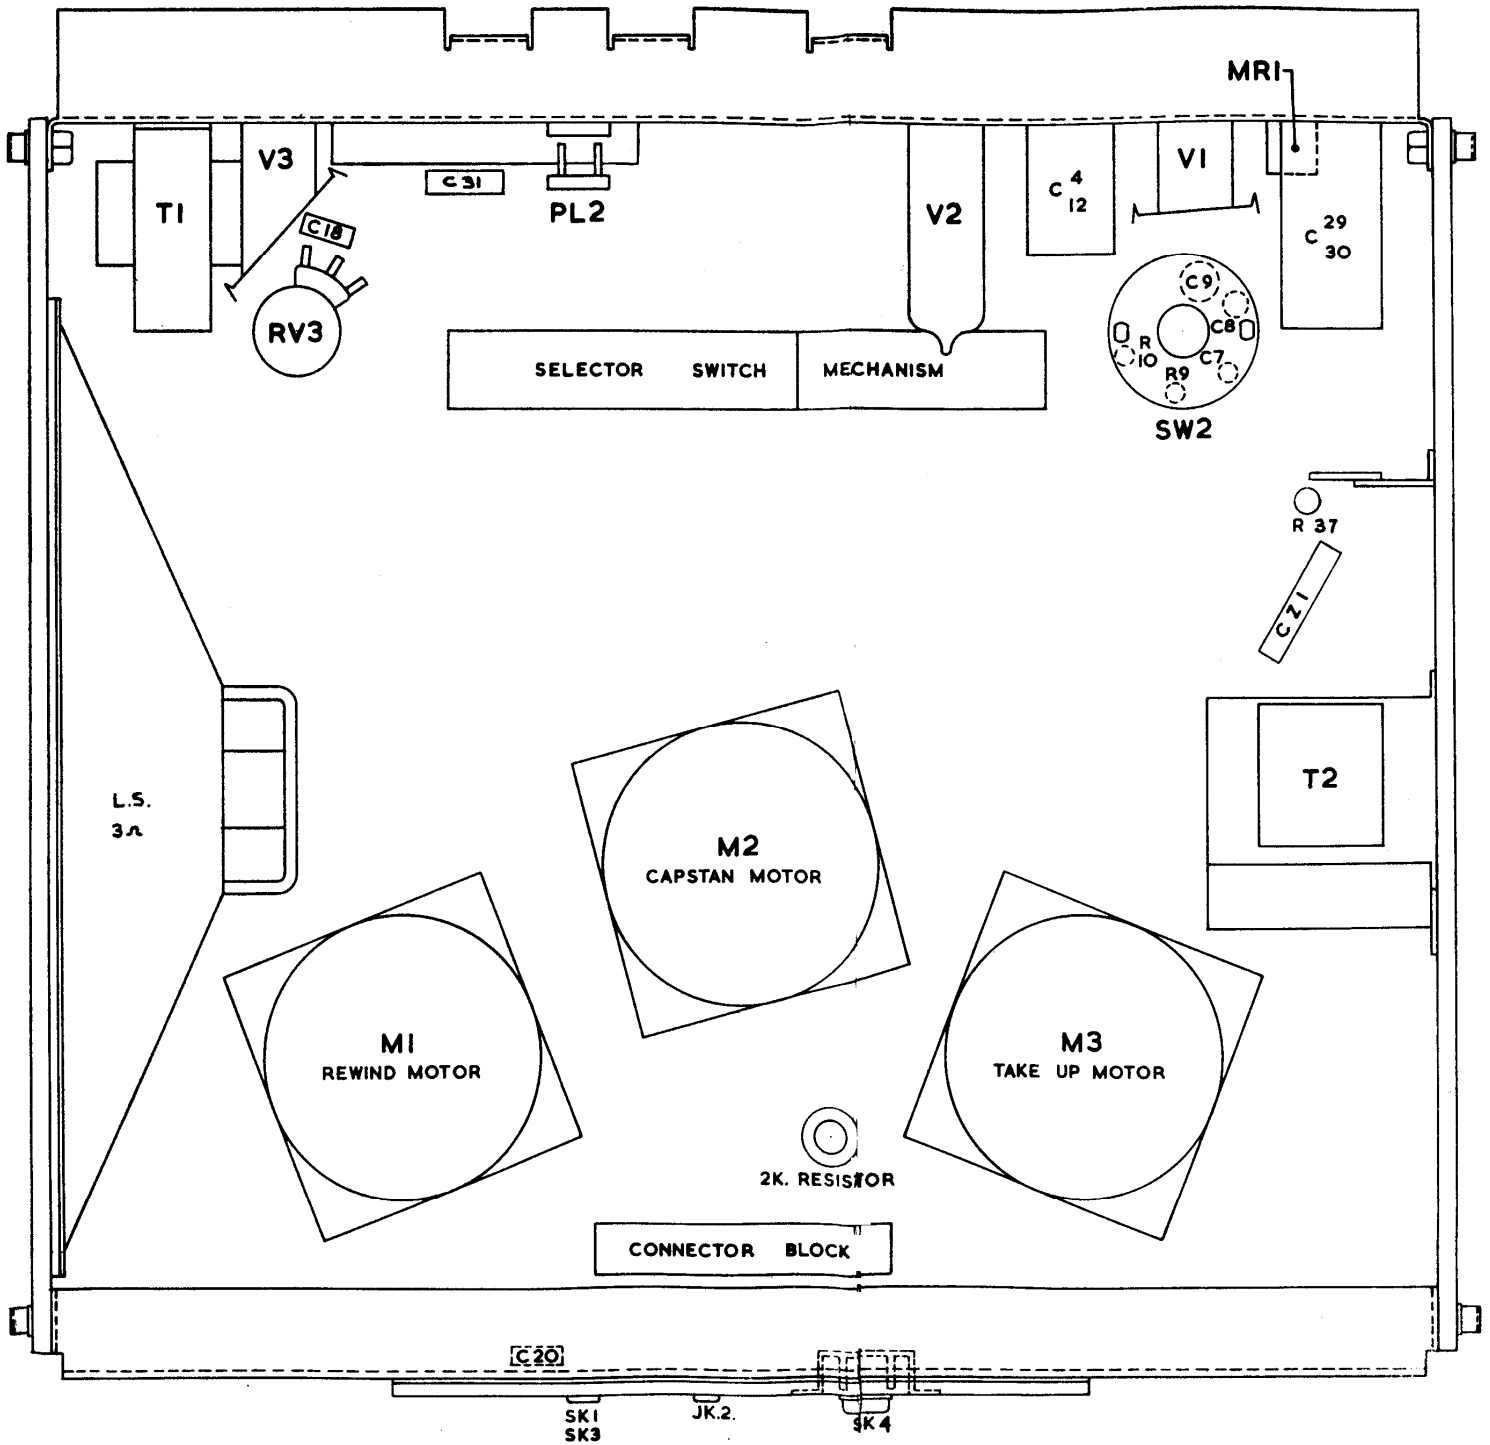 MR1
V3
V1
C 31
T1
PL2
V2
C 4
12
C 29
30
C18
RV3
C9
C8
R
10
C7
R9
SELECTOR SWITCH MECHANISM
SW2
R 37
CZ1
T2
L.S.
3Ω
M2
CAPSTAN MOTOR
M1
REWIND MOTOR
M3
TAKE UP MOTOR
2K. RESISTOR
CONNECTOR BLOCK
C20
SK1
SK3
JK.2.
SK4